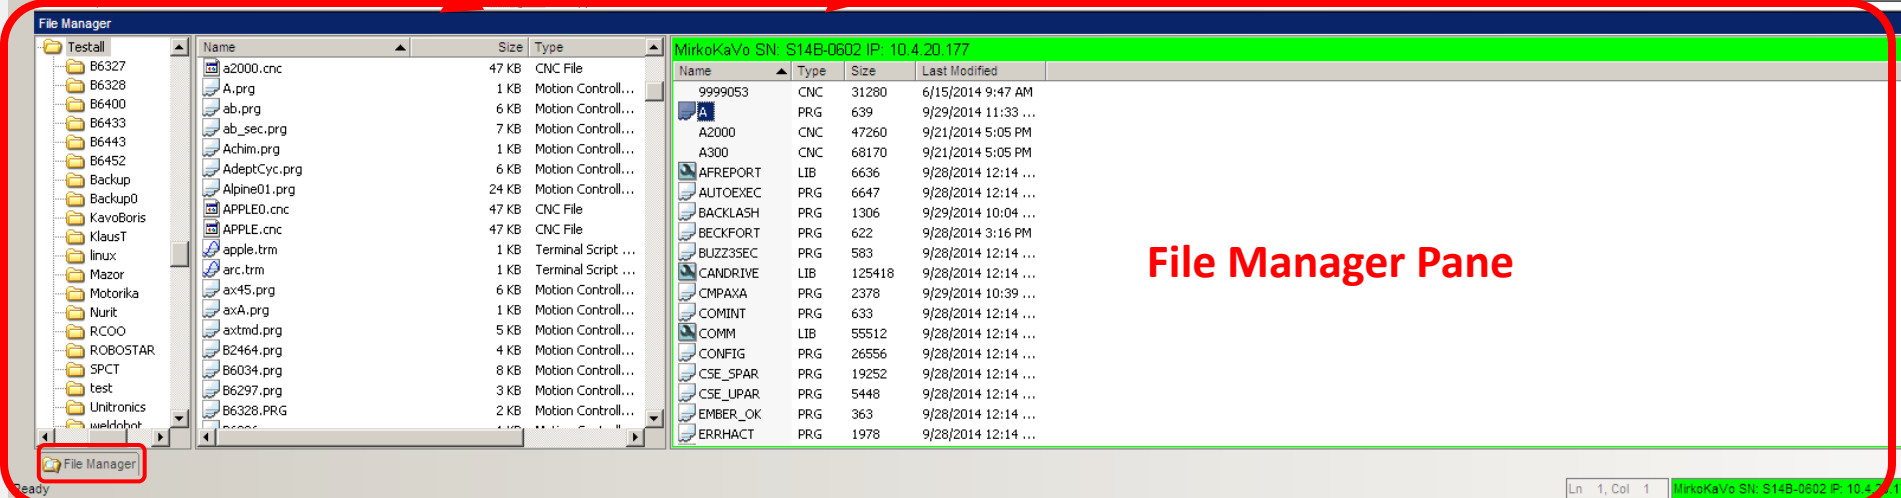 File Manager
Testall
B6327
B6328
B6400
B6433
B6443
B6452
Backup
Backup0
KavoBoris
KlausT
linux
Mazor
Motorika
Nurit
RCOO
ROBOSTAR
SPCT
test
Unitronics
weldobot
Name Size Type
a2000.cnc 47 KB CNC File
A.prg 1 KB Motion Controll...
ab.prg 6 KB Motion Controll...
ab_sec.prg 7 KB Motion Controll...
Achim.prg 1 KB Motion Controll...
AdeptCyc.prg 6 KB Motion Controll...
Alpine01.prg 24 KB Motion Controll...
APPLE0.cnc 47 KB CNC File
APPLE.cnc 47 KB CNC File
apple.trm 1 KB Terminal Script ...
arc.trm 1 KB Terminal Script ...
ax45.prg 6 KB Motion Controll...
axA.prg 1 KB Motion Controll...
axtmd.prg 5 KB Motion Controll...
B2464.prg 4 KB Motion Controll...
B6034.prg 8 KB Motion Controll...
B6297.prg 3 KB Motion Controll...
B6328.PRG 2 KB Motion Controll...
MirkoKaVo SN: S14B-0602 IP: 10.4.20.177
Name Type Size Last Modified
9999053 CNC 31280 6/15/2014 9:47 AM
A PRG 639 9/29/2014 11:33 ...
A2000 CNC 47260 9/21/2014 5:05 PM
A300 CNC 68170 9/21/2014 5:05 PM
AFREPORT LIB 6636 9/28/2014 12:14 ...
AUTOEXEC PRG 6647 9/28/2014 12:14 ...
BACKLASH PRG 1306 9/29/2014 10:04 ...
BECKFORT PRG 622 9/28/2014 3:16 PM
BUZZ3SEC PRG 583 9/28/2014 12:14 ...
CANDRIVE LIB 125418 9/28/2014 12:14 ...
CMPAXA PRG 2378 9/29/2014 10:39 ...
COMINT PRG 633 9/28/2014 12:14 ...
COMM LIB 55512 9/28/2014 12:14 ...
CONFIG PRG 26556 9/28/2014 12:14 ...
CSE_SPAR PRG 19252 9/28/2014 12:14 ...
CSE_UPAR PRG 5448 9/28/2014 12:14 ...
EMBER_OK PRG 363 9/28/2014 12:14 ...
ERRHACT PRG 1978 9/28/2014 12:14 ...
File Manager Pane
File Manager
Ready
Ln 1, Col 1
MirkoKaVo SN: S14B-0602 IP: